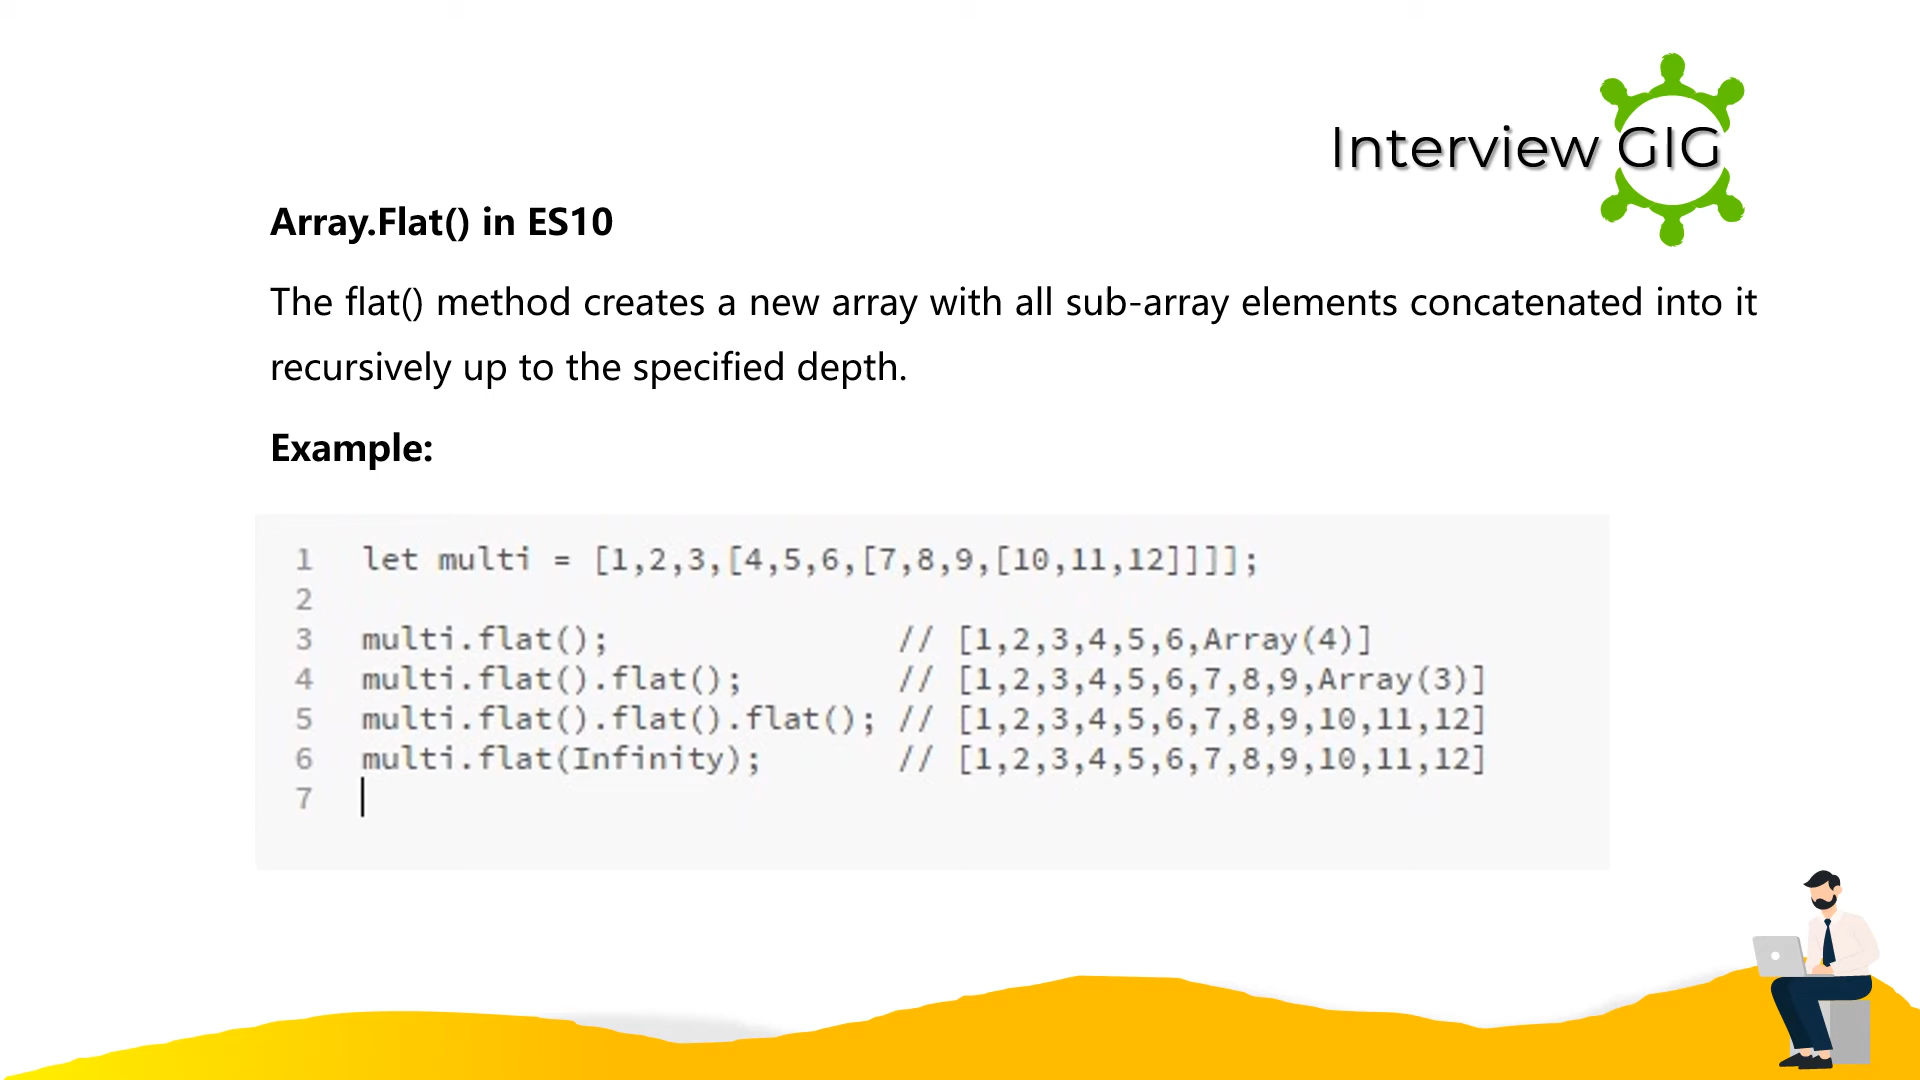 Interview GIG
Array.Flat() in ES10
The flat() method creates a new array with all sub-array elements concatenated into it
recursively up to the specified depth.
Example:
1 let multi = [1,2,3,[4,5,6,[7,8,9,[10,11,12]]]];
2
3 multi.flat(); // [1,2,3,4,5,6,Array(4)]
4 multi.flat().flat(); // [1,2,3,4,5,6,7,8,9,Array(3)]
5 multi.flat().flat().flat(); // [1,2,3,4,5,6,7,8,9,10,11,12]
6 multi.flat(Infinity); // [1,2,3,4,5,6,7,8,9,10,11,12]
7